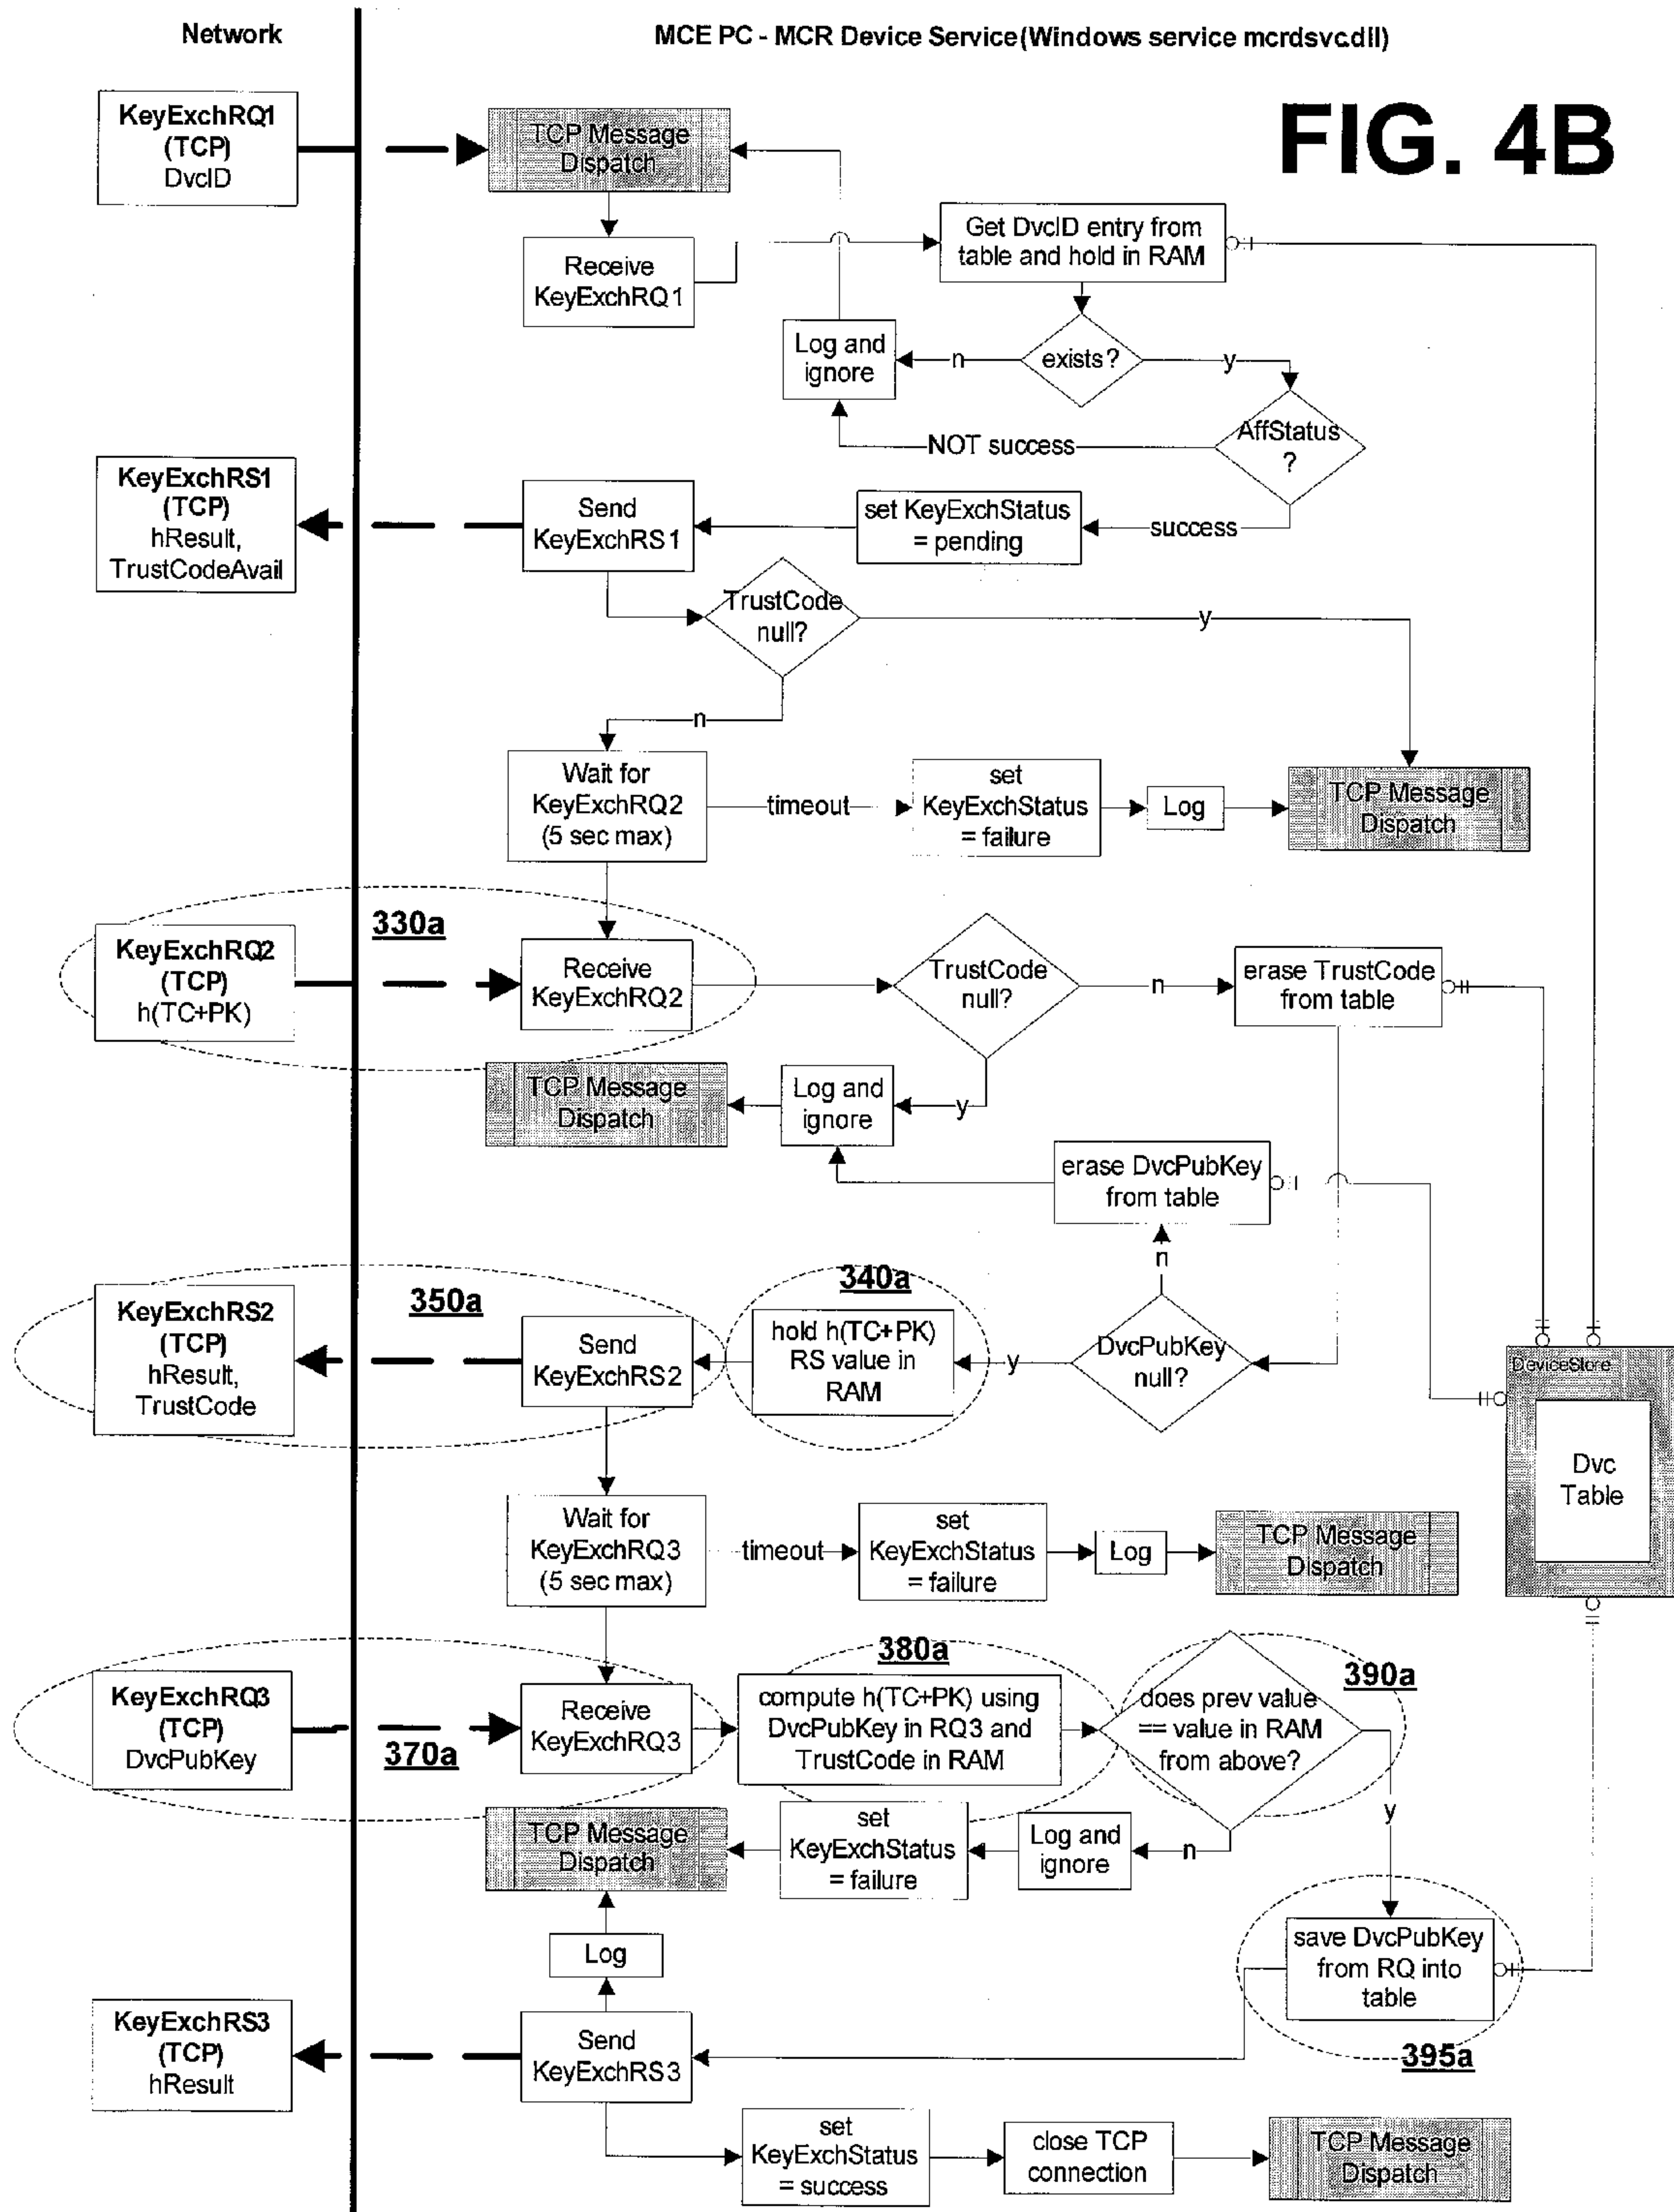 Network
MCE PC - MCR Device Service(Windows service mcrdsvc.dll)
FIG. 4B
KeyExchRQ1
(TCP)
DvcID
TCP Message
Dispatch
Receive
KeyExchRQ1
Get DvcID entry from
table and hold in RAM
Log and
ignore
n
exists?
y
AffStatus
?
NOT success
KeyExchRS1
(TCP)
hResult,
TrustCodeAvail
Send
KeyExchRS1
set KeyExchStatus
= pending
success
TrustCode
null?
y
n
Wait for
KeyExchRQ2
(5 sec max)
timeout
set
KeyExchStatus
= failure
Log
TCP Message
Dispatch
330a
KeyExchRQ2
(TCP)
h(TC+PK)
Receive
KeyExchRQ2
TrustCode
null?
n
erase TrustCode
from table
TCP Message
Dispatch
Log and
ignore
y
erase DvcPubKey
from table
n
KeyExchRS2
(TCP)
hResult,
TrustCode
350a
Send
KeyExchRS2
340a
hold h(TC+PK)
RS value in
RAM
y
DvcPubKey
null?
DeviceStore
Dvc
Table
Wait for
KeyExchRQ3
(5 sec max)
timeout
set
KeyExchStatus
= failure
Log
TCP Message
Dispatch
KeyExchRQ3
(TCP)
DvcPubKey
370a
Receive
KeyExchRQ3
380a
compute h(TC+PK) using
DvcPubKey in RQ3 and
TrustCode in RAM
390a
does prev value
== value in RAM
from above?
y
TCP Message
Dispatch
set
KeyExchStatus
= failure
Log and
ignore
n
Log
save DvcPubKey
from RQ into
table
395a
KeyExchRS3
(TCP)
hResult
Send
KeyExchRS3
set
KeyExchStatus
= success
close TCP
connection
TCP Message
Dispatch